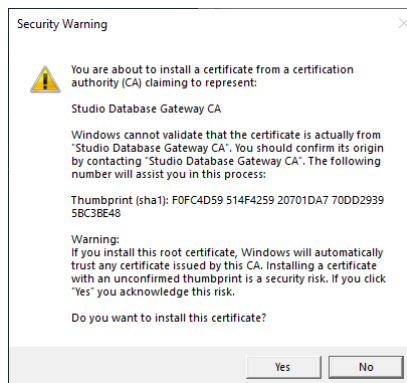 Security Warning
You are about to install a certificate from a certification
authority (CA) claiming to represent:
Studio Database Gateway CA
Windows cannot validate that the certificate is actually from
"Studio Database Gateway CA". You should confirm its origin
by contacting "Studio Database Gateway CA". The following
number will assist you in this process:
Thumbprint (sha1): F0FC4D59 514F4259 20701DA7 70DD2939
5BC3BE48
Warning:
If you install this root certificate, Windows will automatically
trust any certificate issued by this CA. Installing a certificate
with an unconfirmed thumbprint is a security risk. If you click
"Yes" you acknowledge this risk.
Do you want to install this certificate?
Yes No